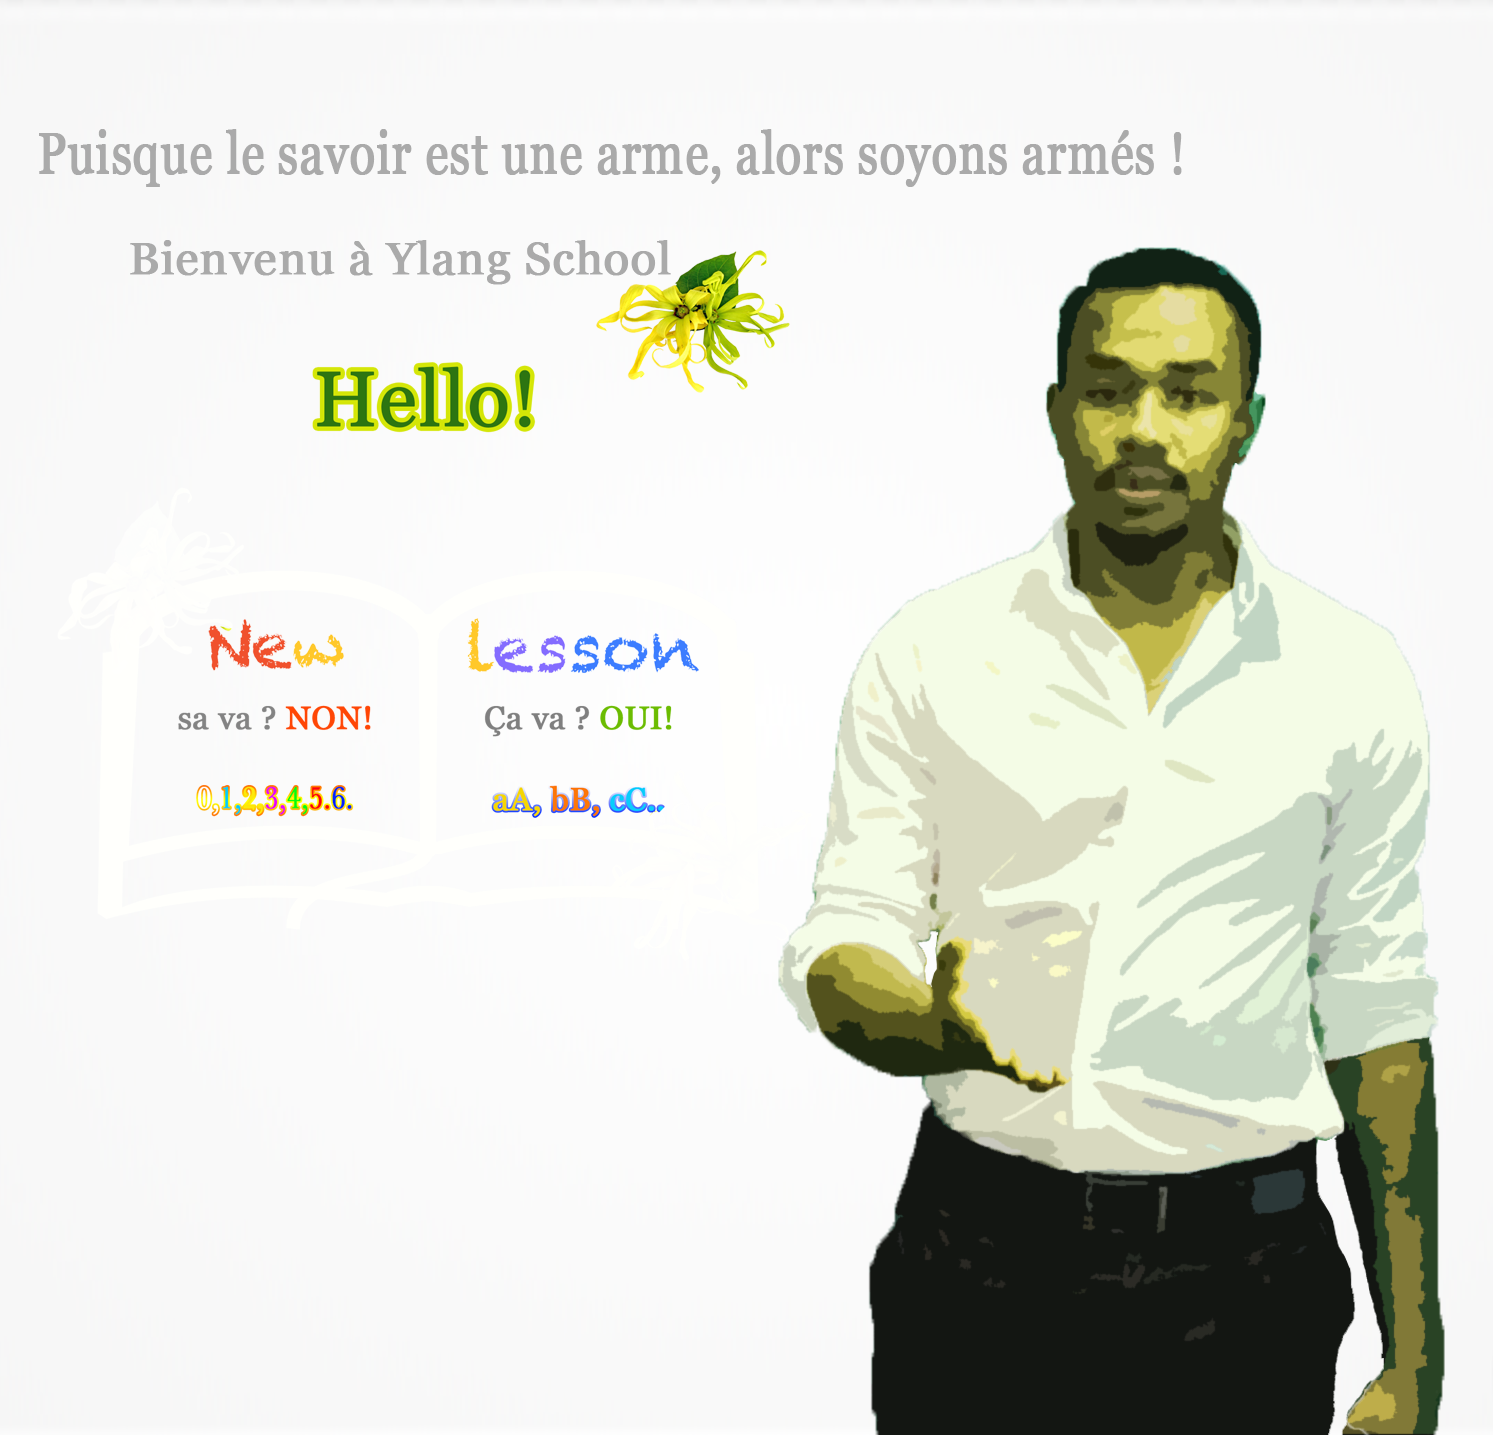 Puisque le savoir est une arme, alors soyons armés !
Bienvenu à Ylang School
Hello!
New lesson
sa va ? NON! Ça va ? OUI!
0,1,2,3,4,5.6. aA, bB, cC..